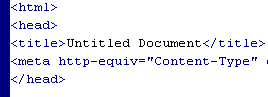 <html>
<head>
<title>Untitled Document</title>
<meta http-equiv="Content-Type"
</head>